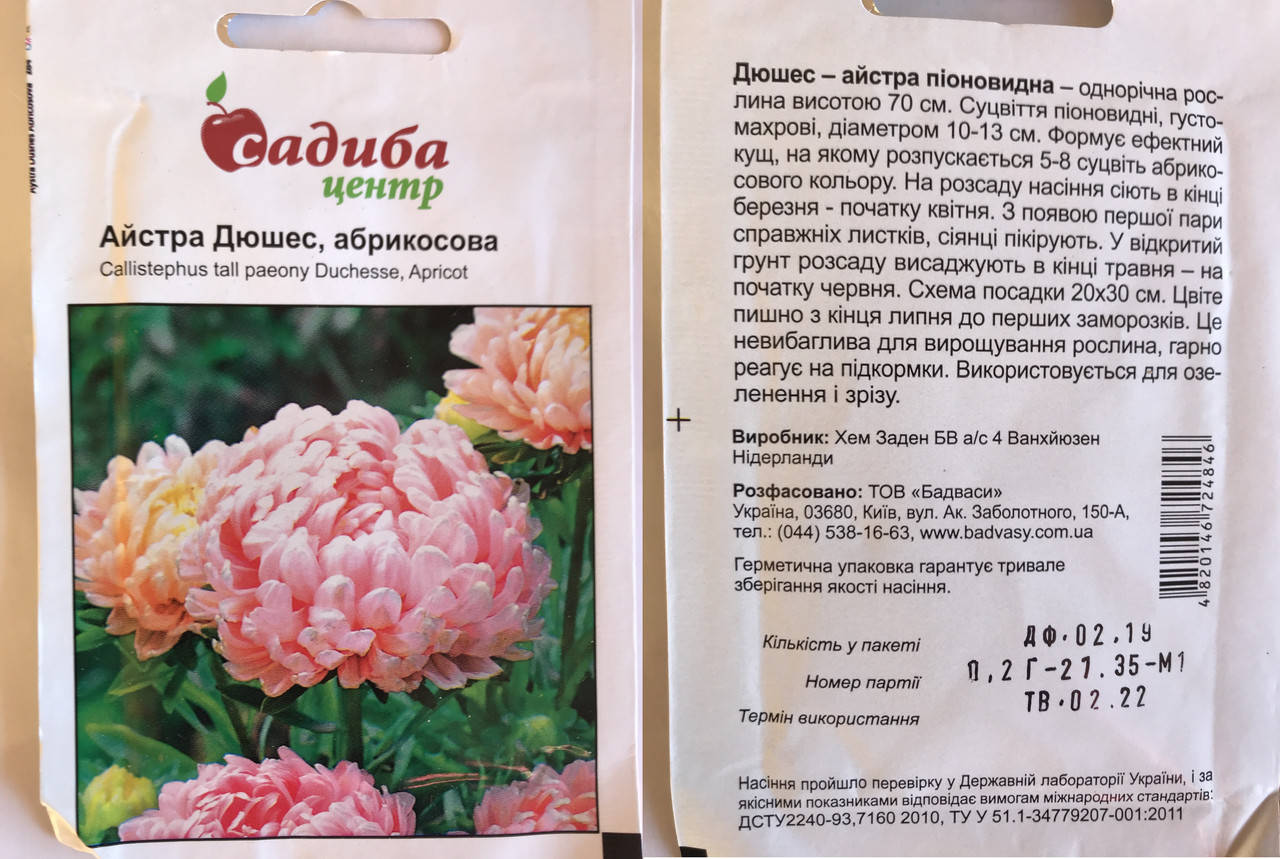 садиба
центр
Айстра Дюшес, абрикосова
Callistephus tall paeony Duchesse, Apricot
Дюшес – айстра піоновидна – однорічна рос-
лина висотою 70 см. Суцвіття піоновидні, густо-
махрові, діаметром 10-13 см. Формує ефектний
кущ, на якому розпускається 5-8 суцвіть абрико-
сового кольору. На розсаду насіння сіють в кінці
березня - початку квітня. З появою першої пари
справжніх листків, сіянці пікірують. У відкритий
грунт розсаду висаджують в кінці травня – на
початку червня. Схема посадки 20х30 см. Цвіте
пишно з кінця липня до перших заморозків. Це
невибаглива для вирощування рослина, гарно
реагує на підкормки. Використовується для озе-
ленення і зрізу.
Виробник: Хем Заден БВ а/с 4 Ванхйюзен
Нідерланди
Розфасовано: ТОВ «Бадваси»
Україна, 03680, Київ, вул. Ак. Заболотного, 150-А,
тел.: (044) 538-16-63, www.badvasy.com.ua
Герметична упаковка гарантує тривале
зберігання якості насіння.
4820146724846
Кількість у пакеті
Номер партії
Термін використання
ДФ.02.19
0,2 Г-27.35-М1
ТВ.02.22
Насіння пройшло перевірку у Державній лабораторії України, і за
якісними показниками відповідає вимогам міжнародних стандартів:
ДСТУ2240-93,7160 2010, ТУ У 51.1-34779207-001:2011